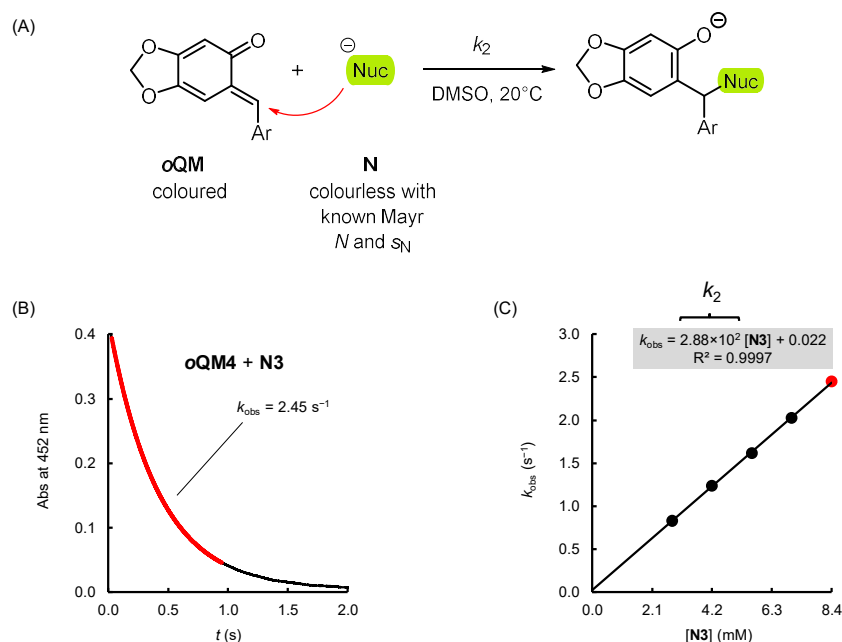 (A)
O
O
O
Ar
+
⊖
Nuc
k₂
DMSO, 20°C
O
O
O⊖
Nuc
Ar
oQM
coloured
N
colourless with
known Mayr
N and sN
(B)
Abs at 452 nm
0.4
0.3
0.2
0.1
0.0
oQM4 + N3
kobs = 2.45 s⁻¹
0.0 0.5 1.0 1.5 2.0
t (s)
(C)
k₂
kobs = 2.88×10² [N3] + 0.022
R² = 0.9997
kobs (s⁻¹)
3.0
2.5
2.0
1.5
1.0
0.5
0.0
0.0 2.1 4.2 6.3 8.4
[N3] (mM)